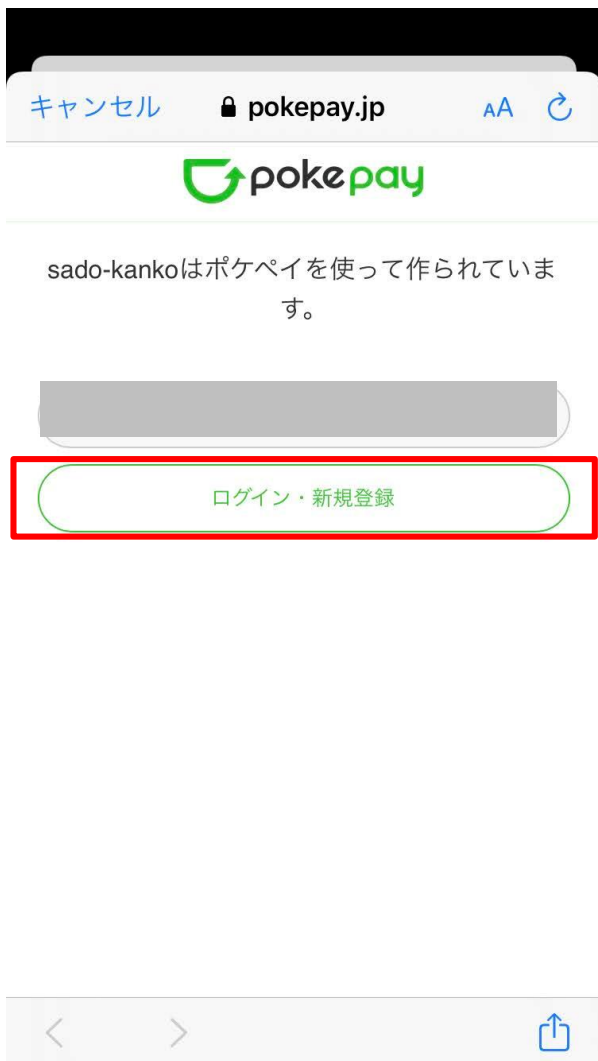 キャンセル
pokepay.jp
AA
pokepay
sado-kankoはポケペイを使って作られていま
す。
ログイン・新規登録